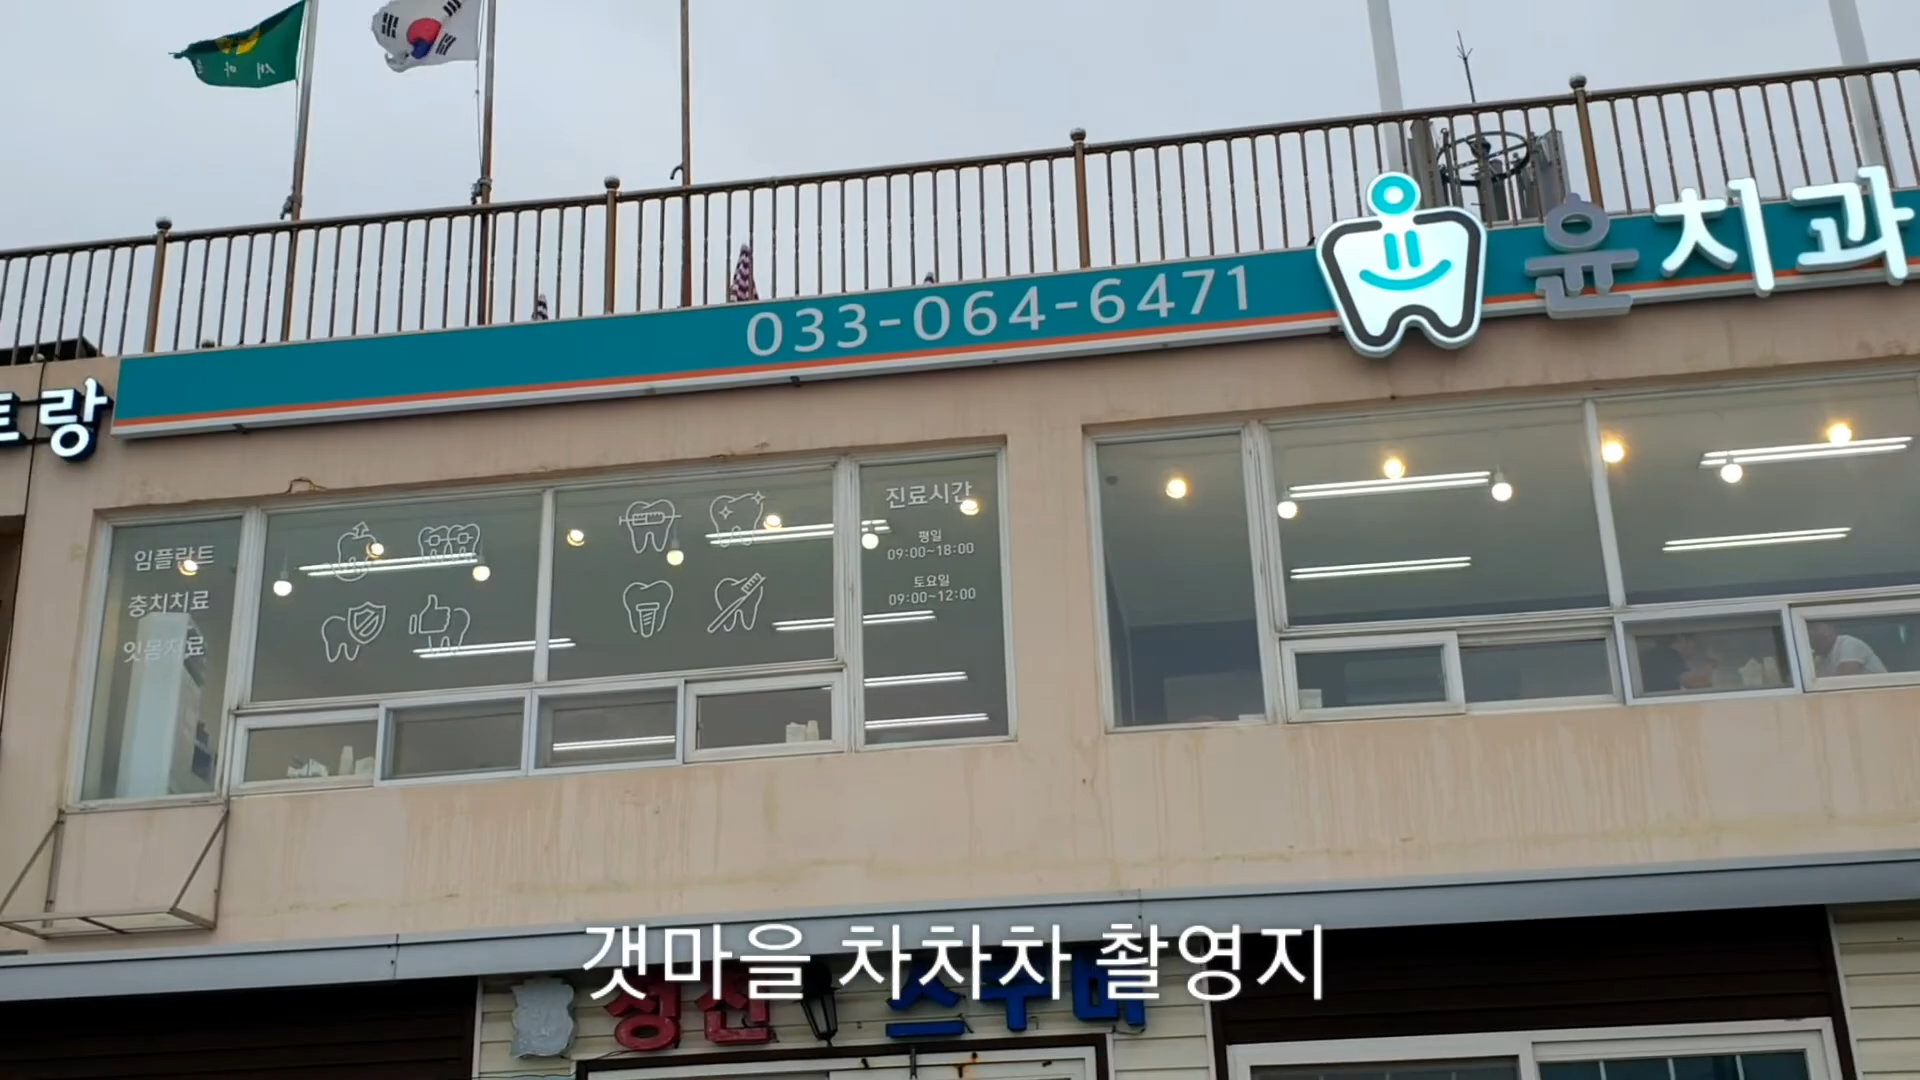 033-064-6471
윤치과
랑
임플란트
충치치료
잇몸치료
진료시간
평일
09:00~18:00
토요일
09:00~12:00
갯마을 차차차 촬영지